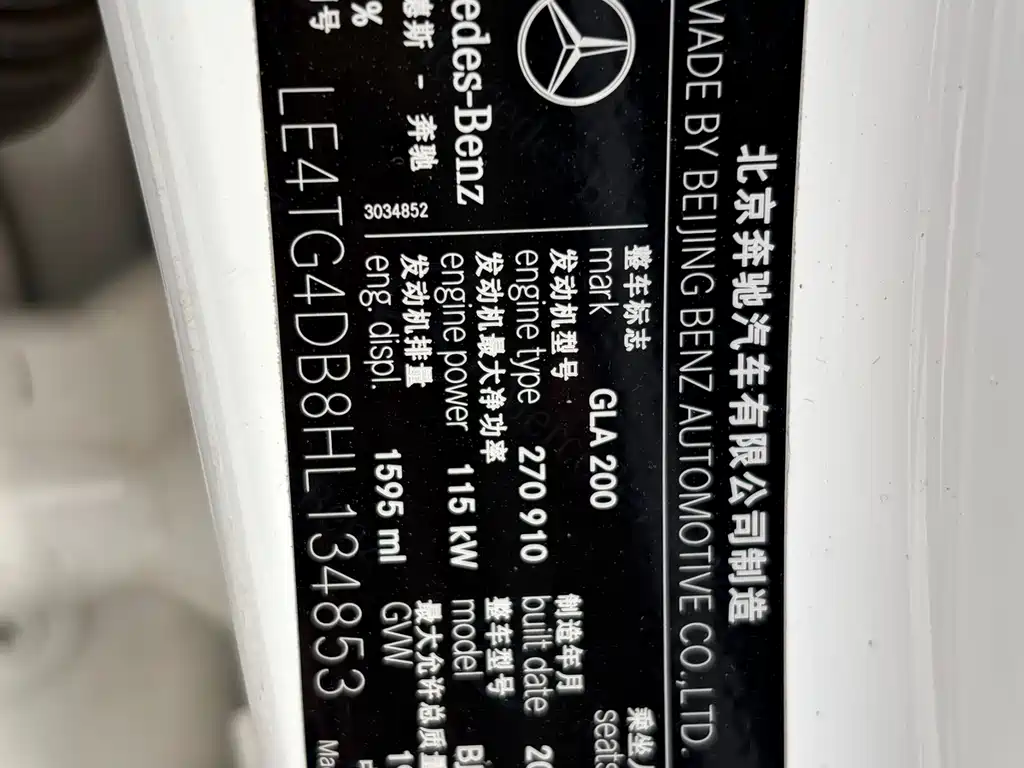 北京奔驰汽车有限公司制造
MADE BY BEIJING BENZ AUTOMOTIVE CO.,LTD.
edes-Benz
德斯 - 奔驰
%
号
3034852
整车标志
mark GLA 200
发动机型号
engine type 270 910
发动机最大净功率
engine power 115 kW
发动机排量
eng. displ. 1595 ml
乘坐人
seats
制造年月
built date 20
整车型号
model BJ
最大允许总质量
GWW
LE4TG4DB8HL134853
Ma